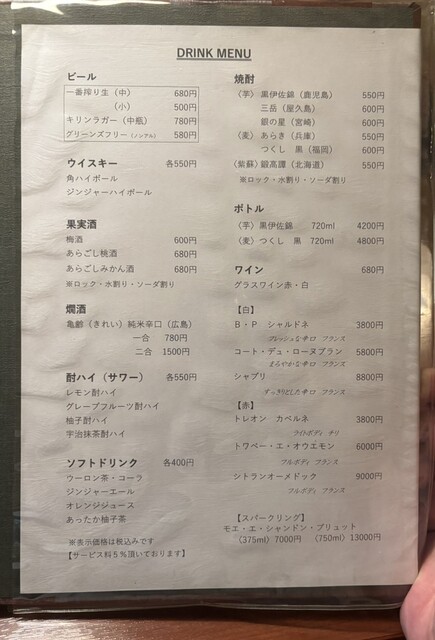 DRINK MENU
ビール
一番搾り生（中） 680円
（小） 500円
キリンラガー（中瓶） 780円
グリーンズフリー（ノンアル） 580円
ウイスキー 各550円
角ハイボール
ジンジャーハイボール
果実酒
梅酒 600円
あらごし桃酒 680円
あらごしみかん酒 680円
※ロック・水割り・ソーダ割り
燗酒
亀齢（きれい）純米辛口（広島）
一合 780円
二合 1500円
酎ハイ（サワー） 各550円
レモン酎ハイ
グレープフルーツ酎ハイ
柚子酎ハイ
宇治抹茶酎ハイ
ソフトドリンク 各400円
ウーロン茶・コーラ
ジンジャーエール
オレンジジュース
あったか柚子茶
※表示価格は税込みです
【サービス料５％頂いております】
焼酎
〈芋〉黒伊佐錦（鹿児島） 550円
三岳（屋久島） 600円
銀の星（宮崎） 600円
〈麦〉あらき（兵庫） 550円
つくし 黒（福岡） 600円
〈紫蘇〉鍛高譚（北海道） 550円
※ロック・水割り・ソーダ割り
ボトル
〈芋〉黒伊佐錦 720ml 4200円
〈麦〉つくし 黒 720ml 4800円
ワイン 680円
グラスワイン赤・白
【白】
Ｂ・Ｐ シャルドネ 3800円
フレッシュな辛口 フランス
コート・デュ・ローヌブラン 5800円
まろやかな辛口 フランス
シャブリ 8800円
すっきりとした辛口 フランス
【赤】
トレオン カベルネ 3800円
ライトボディ チリ
トワベー・エ・オウエモン 6000円
フルボディ フランス
シトランオーメドック 9000円
フルボディ フランス
【スパークリング】
モエ・エ・シャンドン・ブリュット
〈375ml〉7000円 〈750ml〉13000円